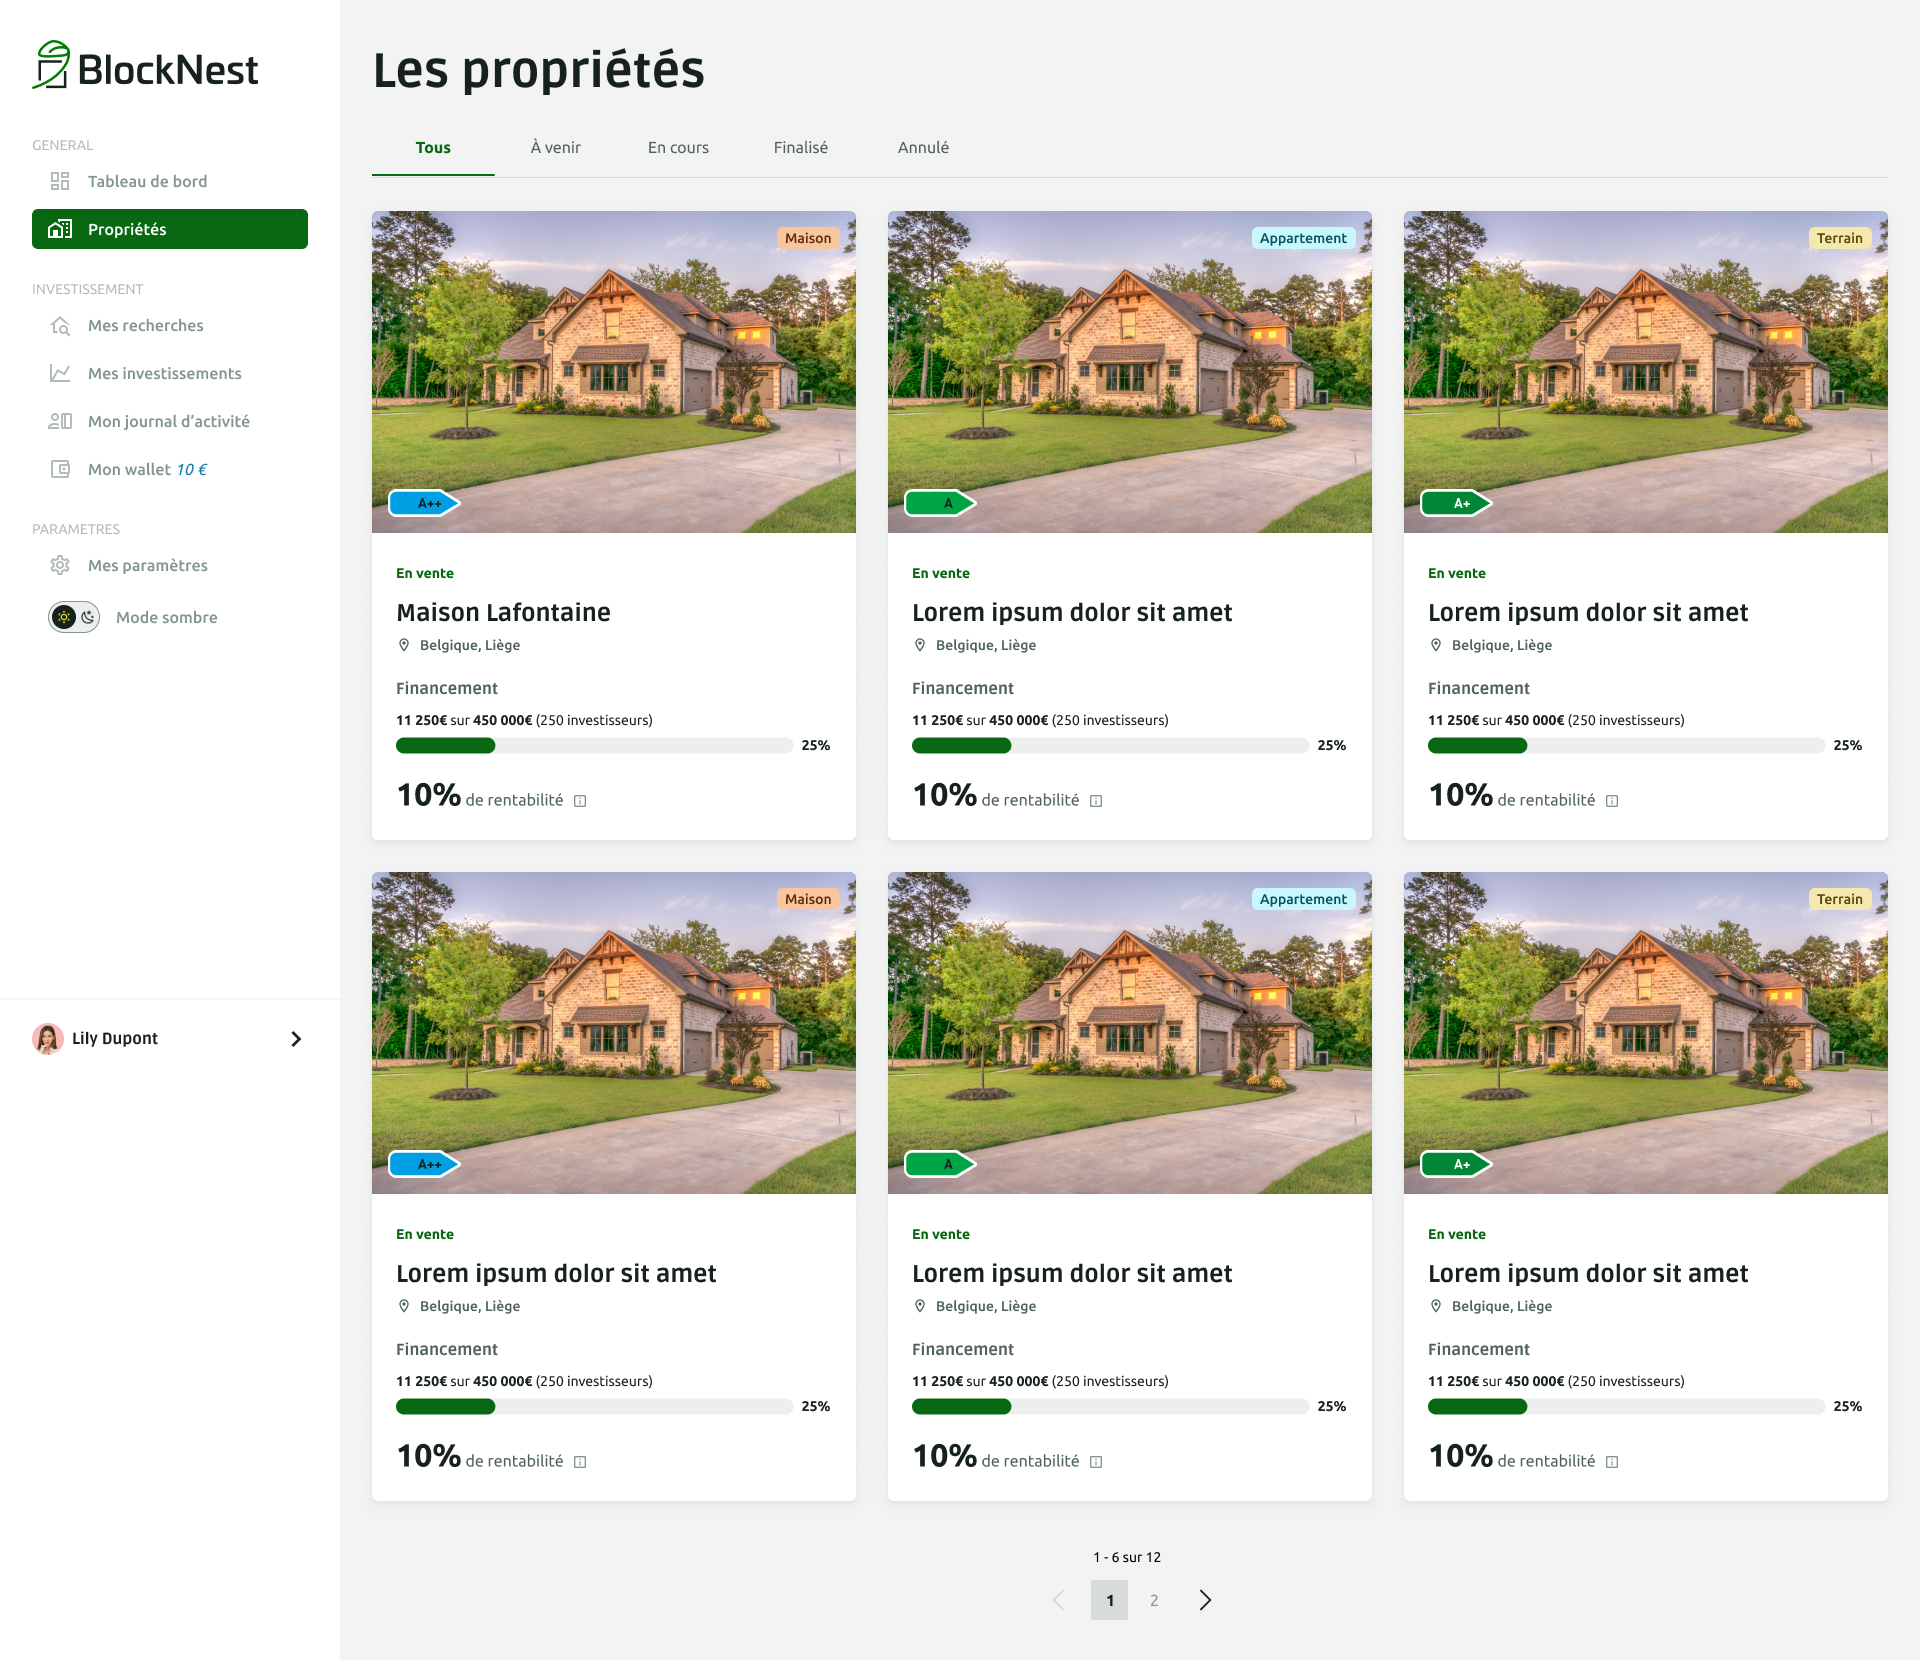 BlockNest
GENERAL
Tableau de bord
Propriétés
INVESTISSEMENT
Mes recherches
Mes investissements
Mon journal d’activité
Mon wallet 10 €
PARAMETRES
Mes paramètres
Mode sombre
Lily Dupont
Les propriétés
Tous À venir En cours Finalisé Annulé
Maison
A++
En vente
Maison Lafontaine
Belgique, Liège
Financement
11 250€ sur 450 000€ (250 investisseurs)
25%
10% de rentabilité
Appartement
A
En vente
Lorem ipsum dolor sit amet
Belgique, Liège
Financement
11 250€ sur 450 000€ (250 investisseurs)
25%
10% de rentabilité
Terrain
A+
En vente
Lorem ipsum dolor sit amet
Belgique, Liège
Financement
11 250€ sur 450 000€ (250 investisseurs)
25%
10% de rentabilité
Maison
A++
En vente
Lorem ipsum dolor sit amet
Belgique, Liège
Financement
11 250€ sur 450 000€ (250 investisseurs)
25%
10% de rentabilité
Appartement
A
En vente
Lorem ipsum dolor sit amet
Belgique, Liège
Financement
11 250€ sur 450 000€ (250 investisseurs)
25%
10% de rentabilité
Terrain
A+
En vente
Lorem ipsum dolor sit amet
Belgique, Liège
Financement
11 250€ sur 450 000€ (250 investisseurs)
25%
10% de rentabilité
1 - 6 sur 12
1 2